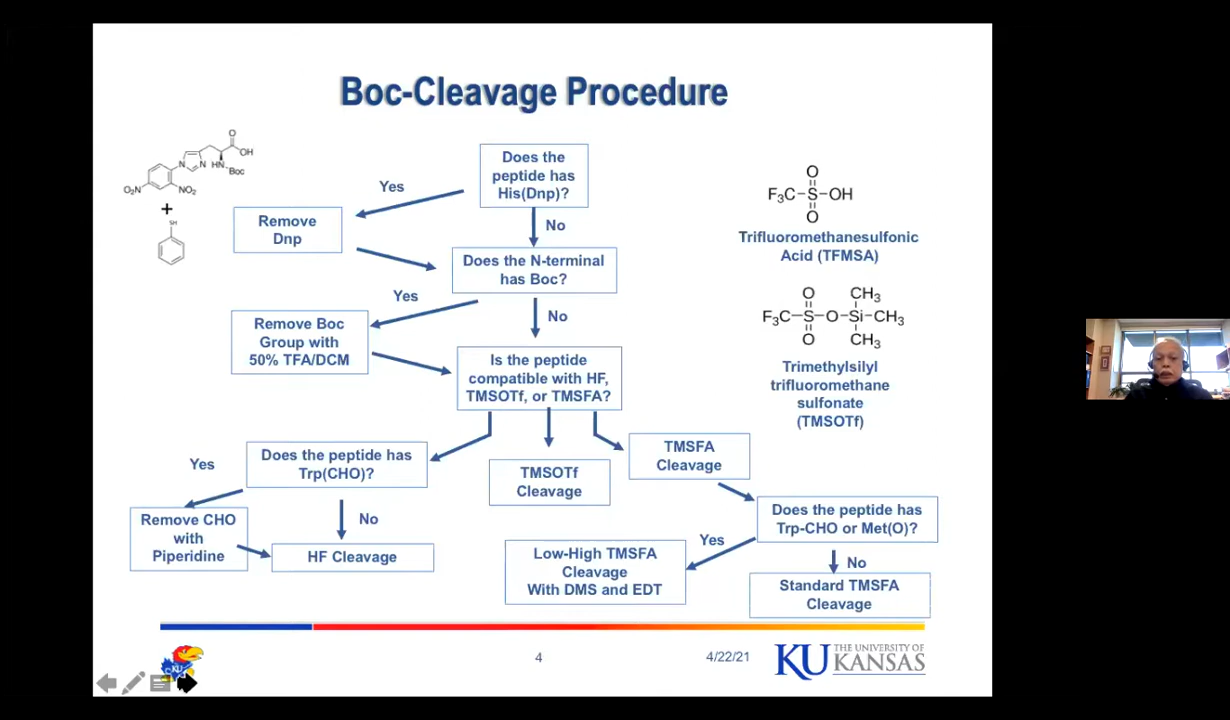 Boc-Cleavage Procedure
O
OH
N
N
HN
Boc
O₂N
NO₂
+
SH
Does the
peptide has
His(Dnp)?
Yes
No
Remove
Dnp
Does the N-terminal
has Boc?
Yes
No
Remove Boc
Group with
50% TFA/DCM
Is the peptide
compatible with HF,
TMSOTf, or TMSFA?
Does the peptide has
Trp(CHO)?
Yes
No
Remove CHO
with
Piperidine
HF Cleavage
TMSOTf
Cleavage
TMSFA
Cleavage
Does the peptide has
Trp-CHO or Met(O)?
Yes
No
Low-High TMSFA
Cleavage
With DMS and EDT
Standard TMSFA
Cleavage
O
F₃C-S-OH
O
Trifluoromethanesulfonic
Acid (TFMSA)
O CH₃
F₃C-S-O-Si-CH₃
O CH₃
Trimethylsilyl
trifluoromethane
sulfonate
(TMSOTf)
KU
4
4/22/21
KU THE UNIVERSITY OF
KANSAS